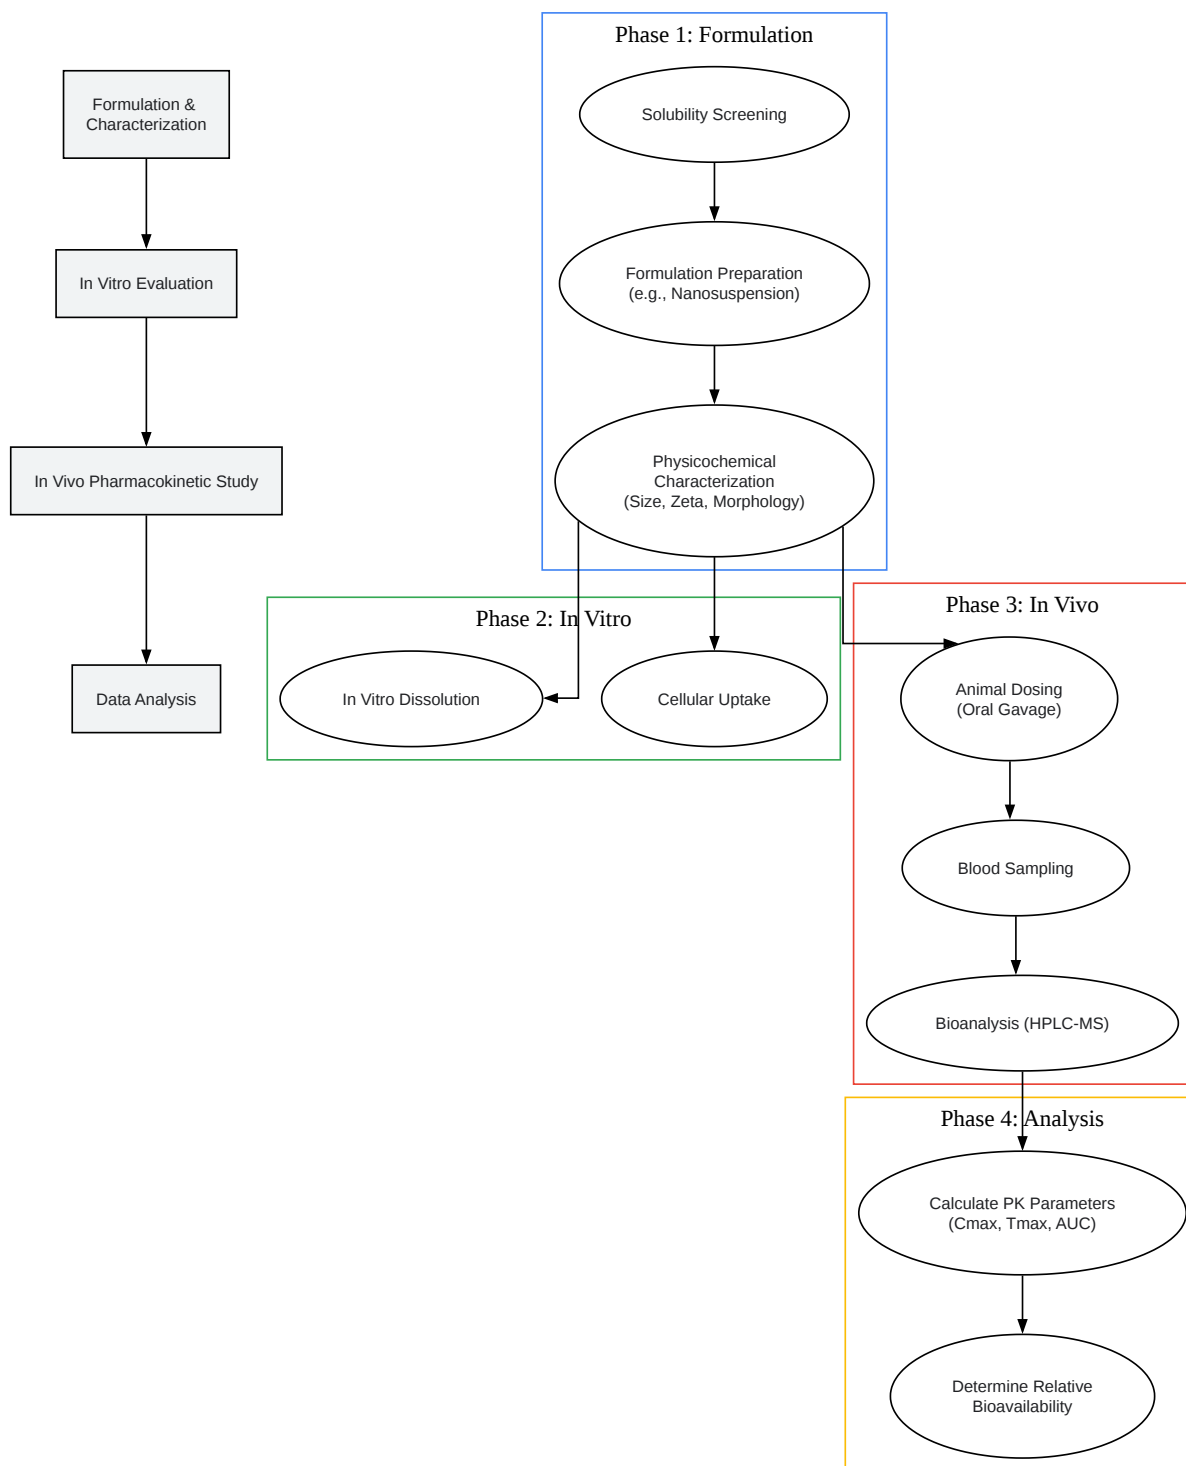 Formulation &
Characterization
In Vitro Evaluation
In Vivo Pharmacokinetic Study
Data Analysis
Phase 1: Formulation
Solubility Screening
Formulation Preparation
(e.g., Nanosuspension)
Physicochemical
Characterization
(Size, Zeta, Morphology)
Phase 2: In Vitro
In Vitro Dissolution
Cellular Uptake
Phase 3: In Vivo
Animal Dosing
(Oral Gavage)
Blood Sampling
Bioanalysis (HPLC-MS)
Phase 4: Analysis
Calculate PK Parameters
(Cmax, Tmax, AUC)
Determine Relative
Bioavailability